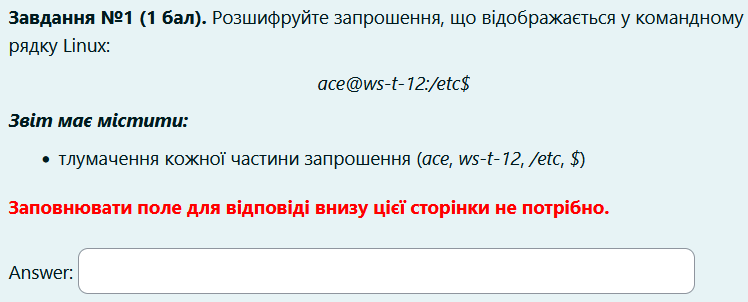 Завдання №1 (1 бал). Розшифруйте запрошення, що відображається у командному
рядку Linux:
ace@ws-t-12:/etc$
Звіт має містити:
• тлумачення кожної частини запрошення (ace, ws-t-12, /etc, $)
Заповнювати поле для відповіді внизу цієї сторінки не потрібно.
Answer: